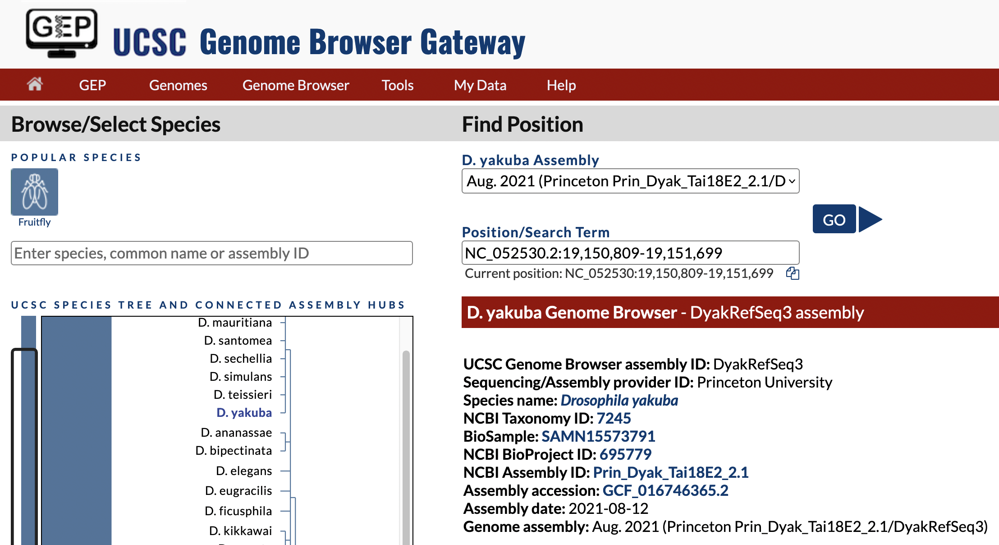 GEP
UCSC Genome Browser Gateway
GEP Genomes Genome Browser Tools My Data Help
Browse/Select Species
POPULAR SPECIES
Fruitfly
Enter species, common name or assembly ID
UCSC SPECIES TREE AND CONNECTED ASSEMBLY HUBS
D. mauritiana
D. santomea
D. sechellia
D. simulans
D. teissieri
D. yakuba
D. ananassae
D. bipectinata
D. elegans
D. eugracilis
D. ficusphila
D. kikkawai
Find Position
D. yakuba Assembly
Aug. 2021 (Princeton Prin_Dyak_Tai18E2_2.1/D
GO
Position/Search Term
NC_052530.2:19,150,809-19,151,699
Current position: NC_052530:19,150,809-19,151,699
D. yakuba Genome Browser - DyakRefSeq3 assembly
UCSC Genome Browser assembly ID: DyakRefSeq3
Sequencing/Assembly provider ID: Princeton University
Species name: Drosophila yakuba
NCBI Taxonomy ID: 7245
BioSample: SAMN15573791
NCBI BioProject ID: 695779
NCBI Assembly ID: Prin_Dyak_Tai18E2_2.1
Assembly accession: GCF_016746365.2
Assembly date: 2021-08-12
Genome assembly: Aug. 2021 (Princeton Prin_Dyak_Tai18E2_2.1/DyakRefSeq3)